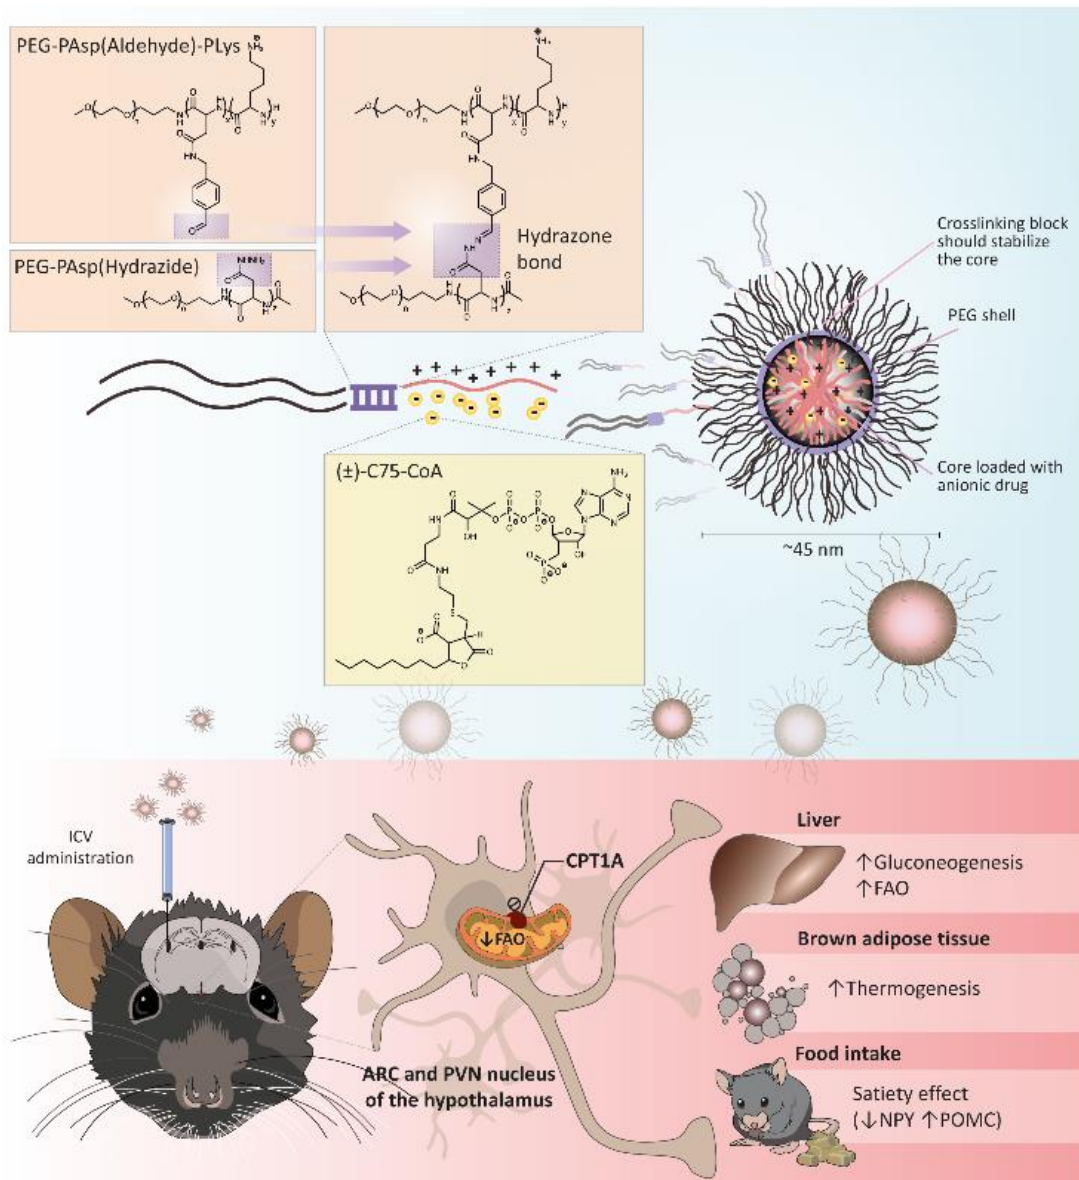 PEG-PAsp(Aldehyde)-PLys
PEG-PAsp(Hydrazide)
Hydrazone
bond
Crosslinking block
should stabilize
the core
PEG shell
Core loaded with
anionic drug
~45 nm
(±)-C75-CoA
ICV
administration
CPT1A
↓FAO
ARC and PVN nucleus
of the hypothalamus
Liver
↑Gluconeogenesis
↑FAO
Brown adipose tissue
↑Thermogenesis
Food intake
Satiety effect
(↓NPY ↑POMC)